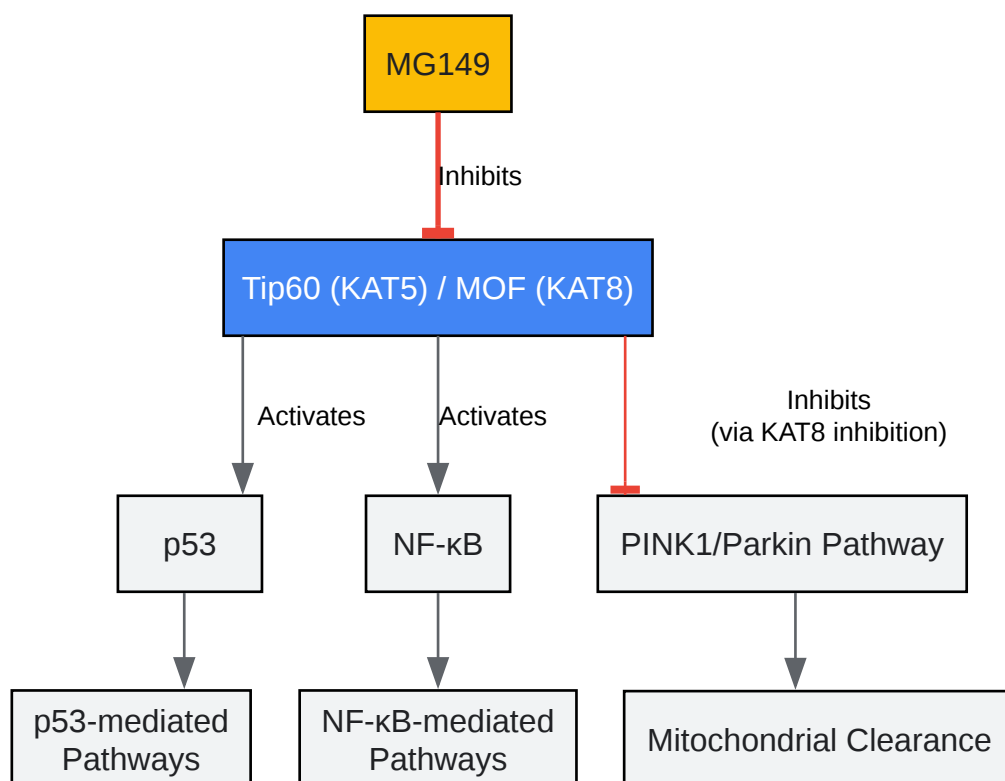 MG149
Inhibits
Tip60 (KAT5) / MOF (KAT8)
Activates
Activates
Inhibits
(via KAT8 inhibition)
p53
NF-κB
PINK1/Parkin Pathway
p53-mediated
Pathways
NF-κB-mediated
Pathways
Mitochondrial Clearance